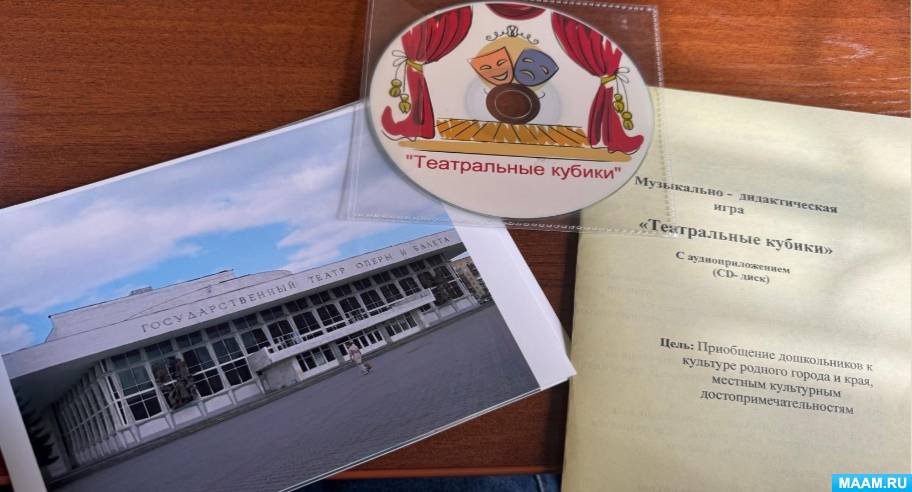 "Театральные кубики"
ГОСУДАРСТВЕННЫЙ ТЕАТР ОПЕРЫ И БАЛЕТА
Музыкально - дидактическая
игра
«Театральные кубики»
С аудиоприложением
(CD- диск)
Цель: Приобщение дошкольников к
культуре родного города и края,
местным культурным
достопримечательностям
MAAM.RU